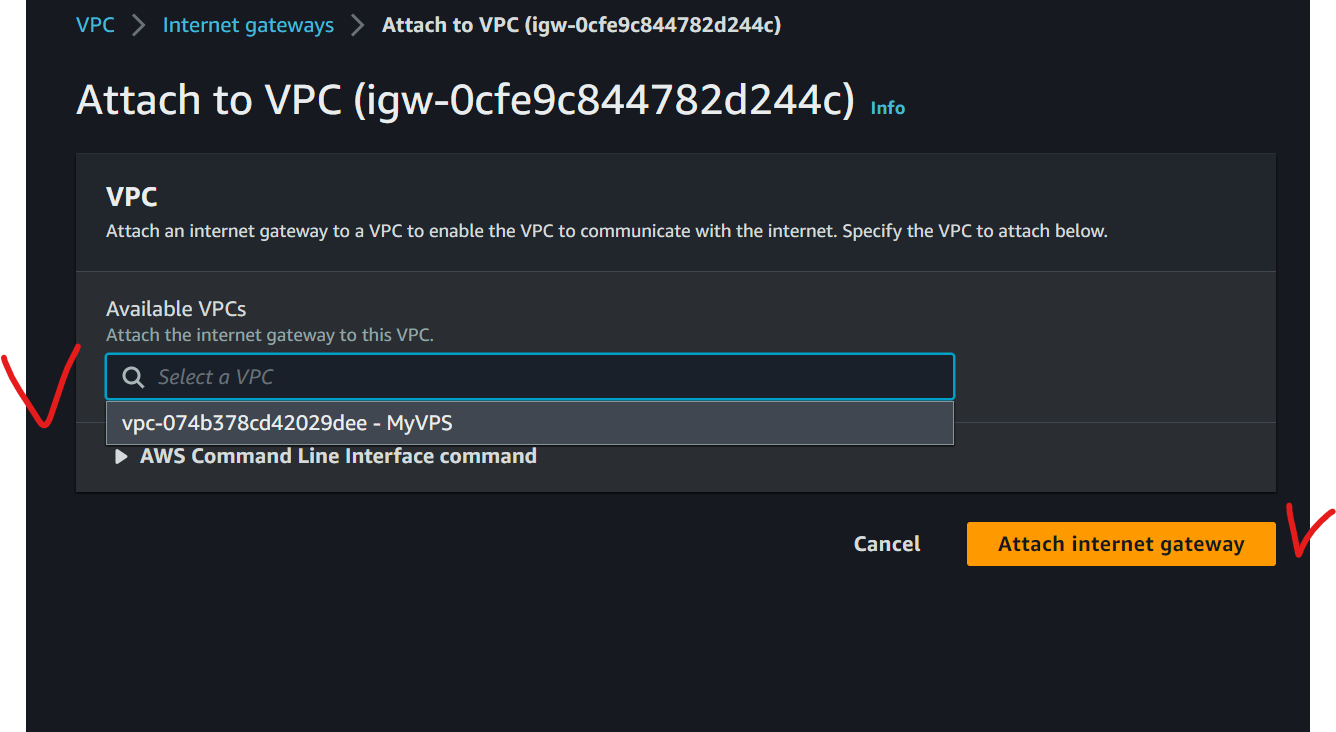 VPC > Internet gateways > Attach to VPC (igw-0cfe9c844782d244c)
Attach to VPC (igw-0cfe9c844782d244c) Info
VPC
Attach an internet gateway to a VPC to enable the VPC to communicate with the internet. Specify the VPC to attach below.
Available VPCs
Attach the internet gateway to this VPC.
Select a VPC
vpc-074b378cd42029dee - MyVPS
AWS Command Line Interface command
Cancel Attach internet gateway